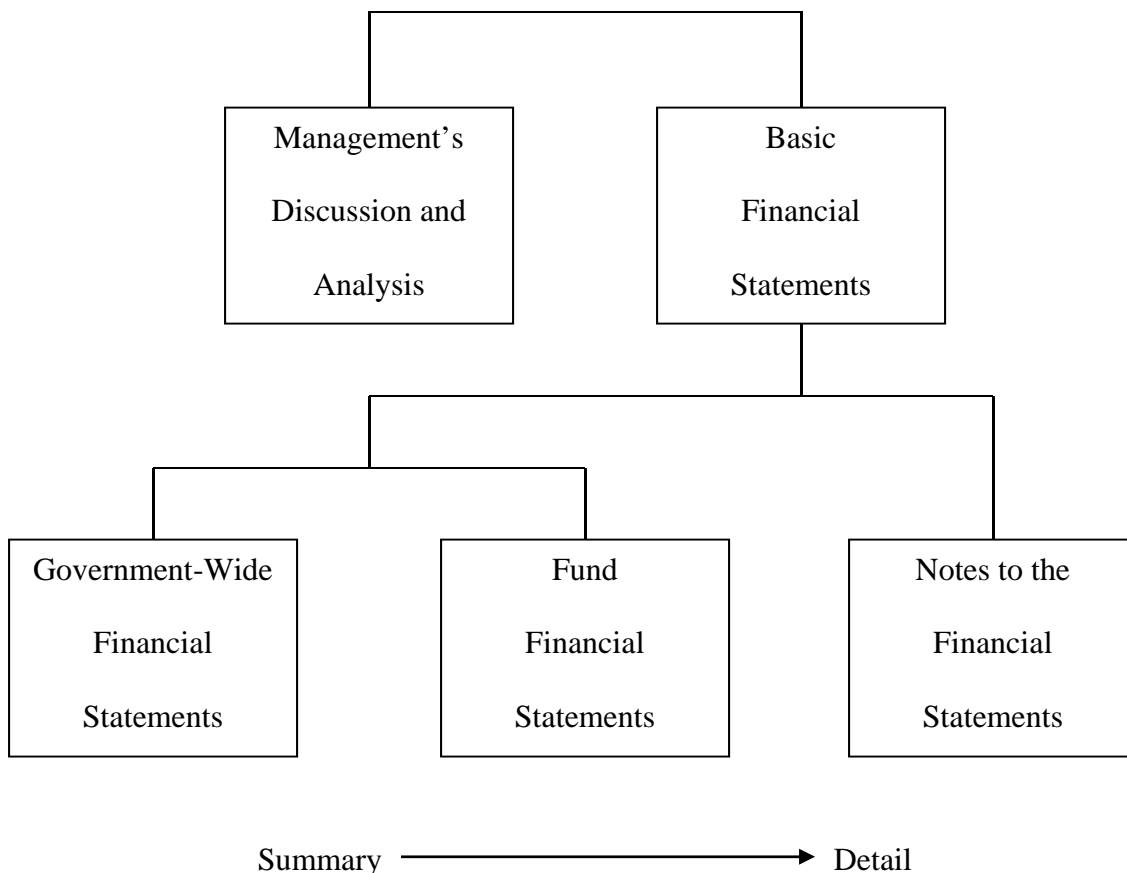 Management’s
Discussion and
Analysis
Basic
Financial
Statements
Government-Wide
Financial
Statements
Fund
Financial
Statements
Notes to the
Financial
Statements
Summary
Detail